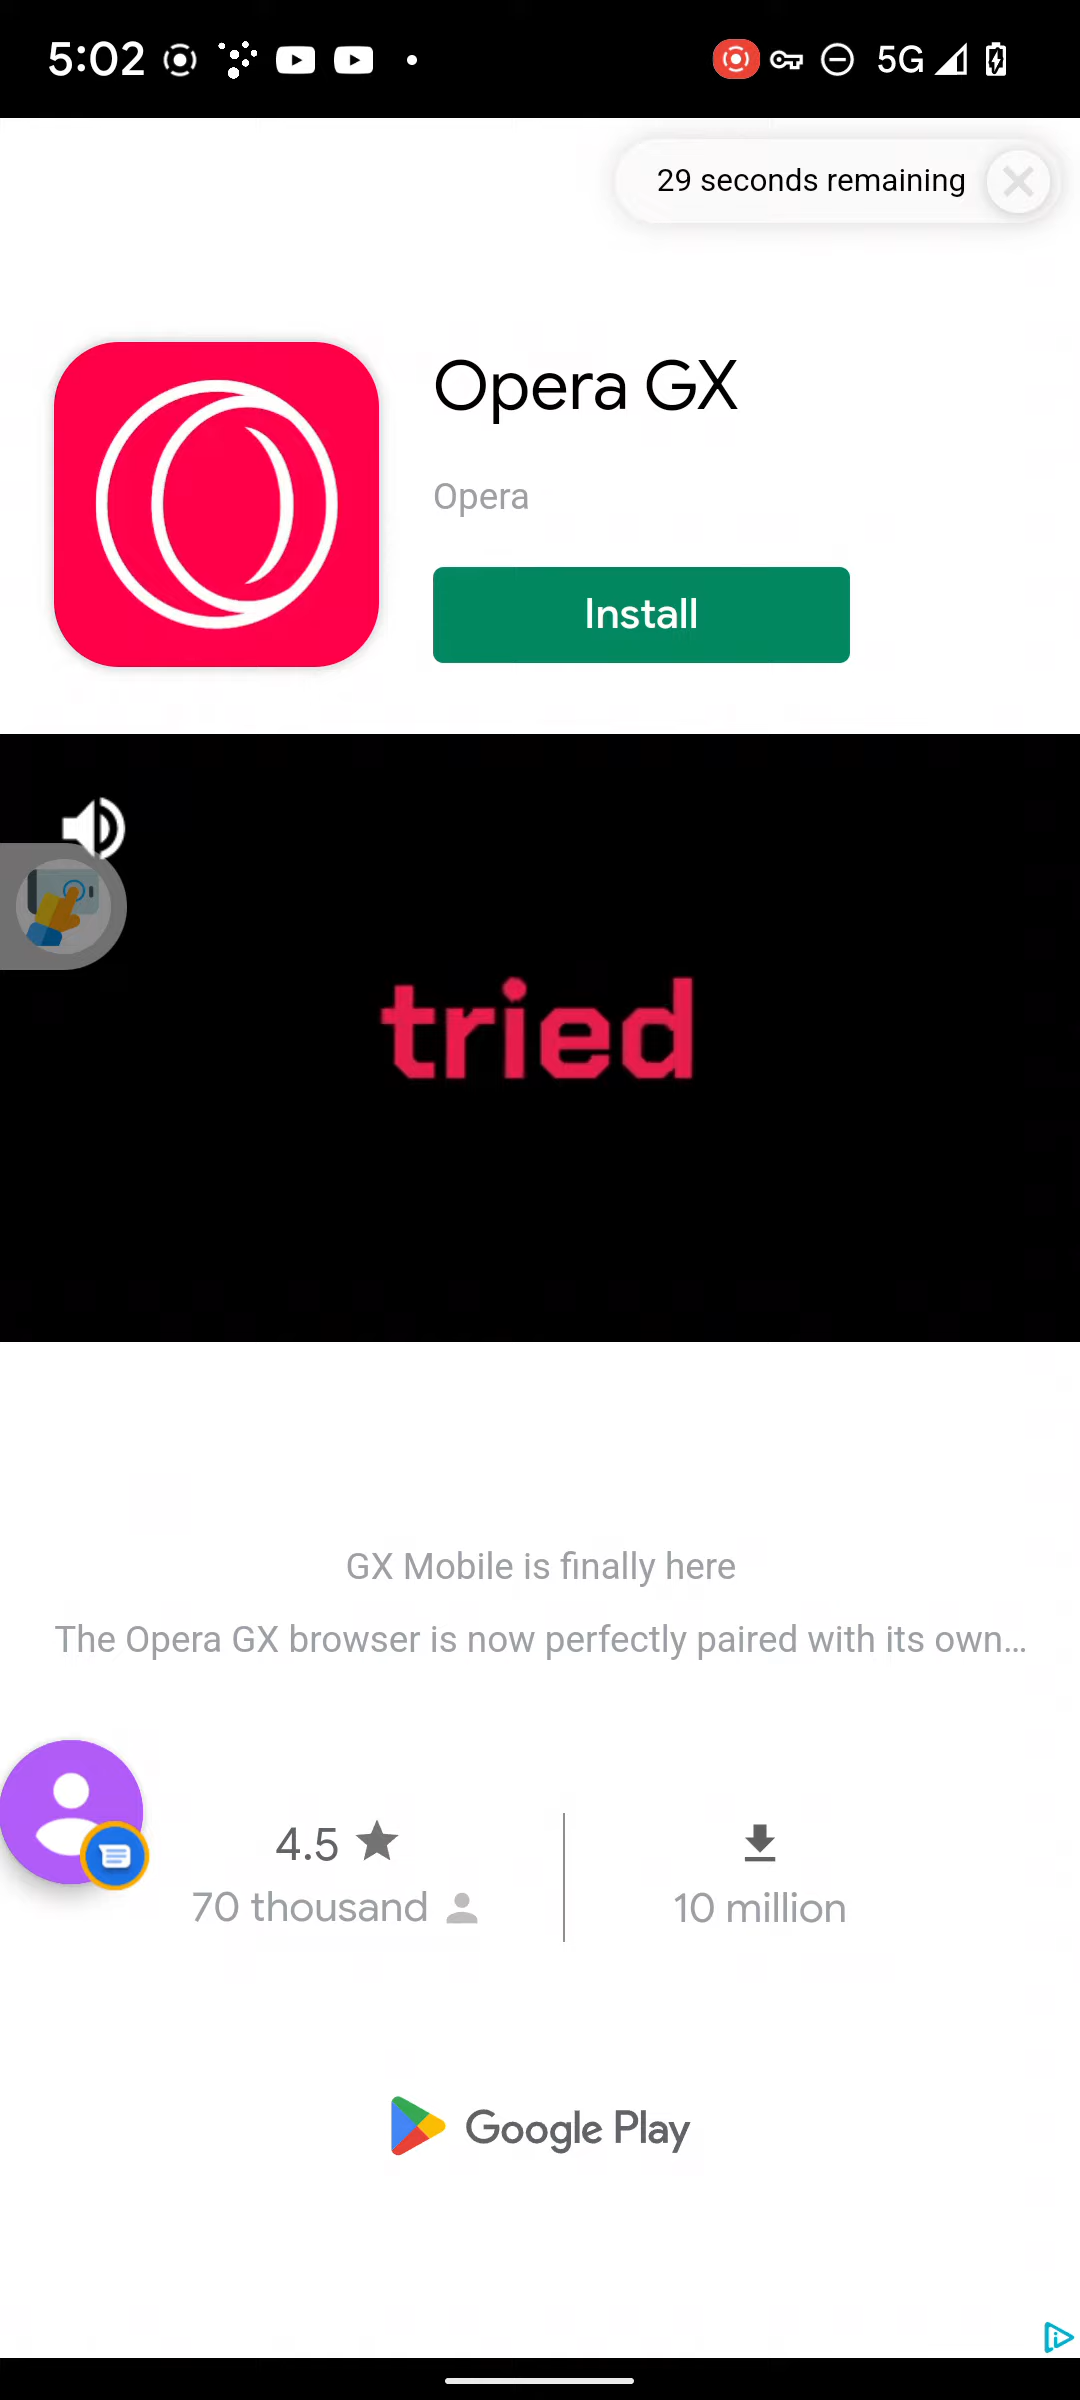 5:02 5G
29 seconds remaining
Opera GX
Opera
Install
tried
GX Mobile is finally here
The Opera GX browser is now perfectly paired with its own...
4.5
70 thousand
10 million
Google Play